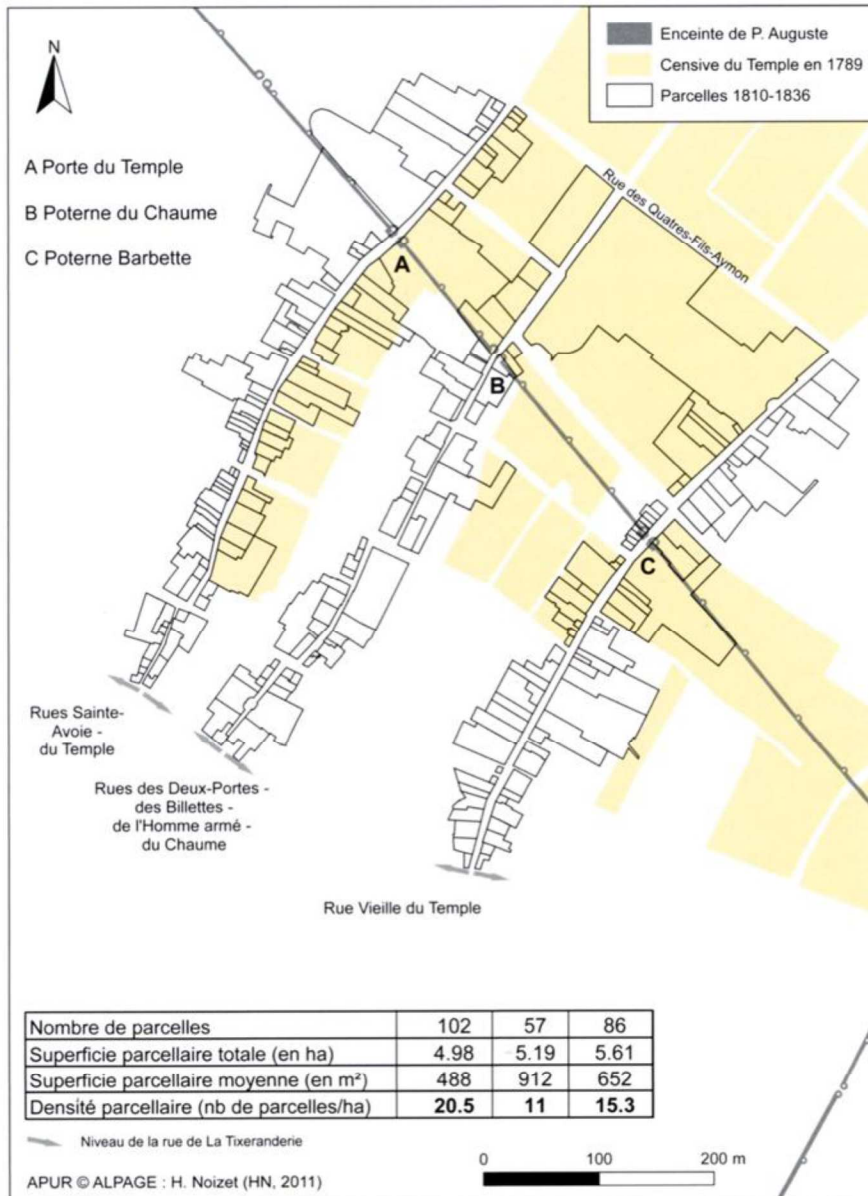 Enceinte de P. Auguste
Censive du Temple en 1789
Parcelles 1810-1836
N
A Porte du Temple
B Poterne du Chaume
C Poterne Barbette
Rue des Quatres-Fils-Aymon
A
B
C
Rues Sainte-
Avoie -
du Temple
Rues des Deux-Portes -
des Billettes -
de l'Homme armé -
du Chaume
Rue Vieille du Temple
Nombre de parcelles 102 57 86
Superficie parcellaire totale (en ha) 4.98 5.19 5.61
Superficie parcellaire moyenne (en m²) 488 912 652
Densité parcellaire (nb de parcelles/ha) 20.5 11 15.3
Niveau de la rue de La Tixeranderie
0 100 200 m
APUR © ALPAGE : H. Noizet (HN, 2011)